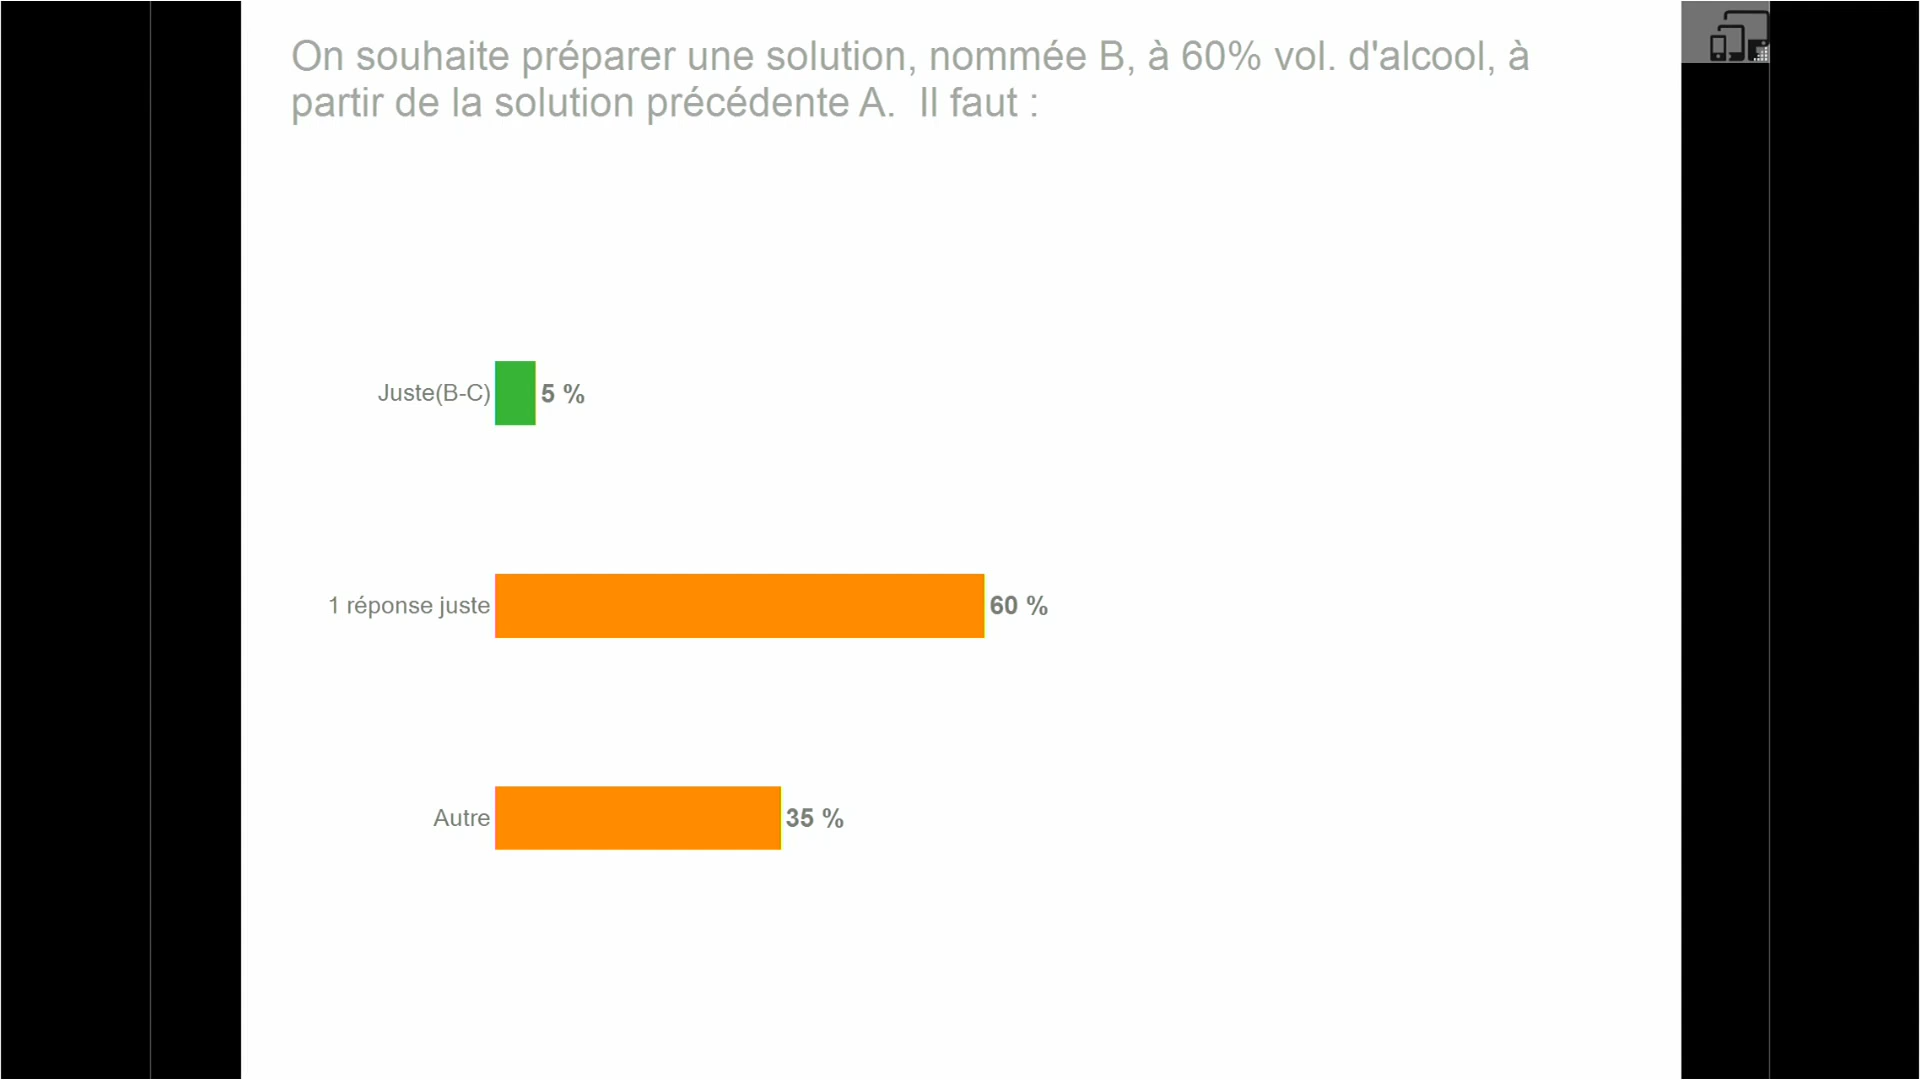 On souhaite préparer une solution, nommée B, à 60% vol. d'alcool, à
partir de la solution précédente A.  Il faut :
Juste(B-C) 5 %
1 réponse juste 60 %
Autre 35 %